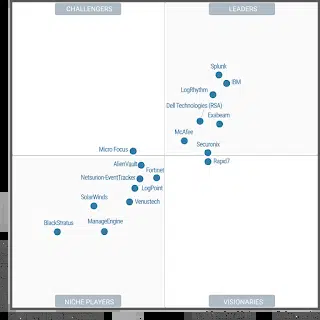 CHALLENGERS
LEADERS
Splunk
IBM
LogRhythm
Dell Technologies (RSA)
Exabeam
McAfee
Securonix
Rapid7
Micro Focus
AlienVault
Fortinet
Netsurion-EventTracker
LogPoint
SolarWinds
Venustech
BlackStratus
ManageEngine
NICHE PLAYERS
VISIONARIES